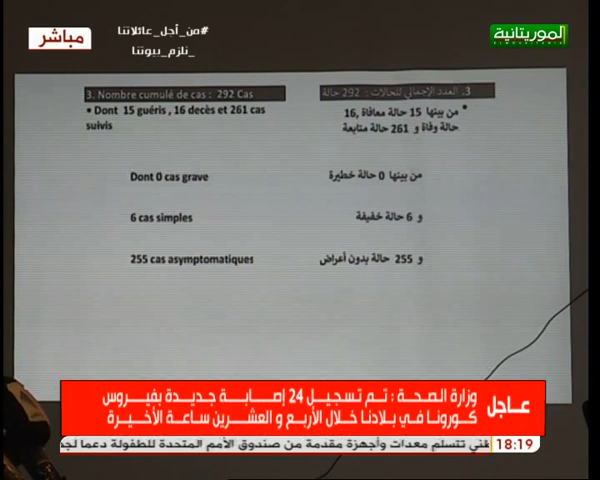 #من_أجل_عائلاتنا
_نلزم_بيوتنا
مباشر
الموريتانية
3. Nombre cumulé de cas : 292 Cas
3. العدد الإجمالي للحالات : 292 حالة
• Dont 15 guéris , 16 decès et 261 cas
suivis
• من بينها 15 حالة معافاة ,16
حالة وفاة و 261 حالة متابعة
Dont 0 cas grave
من بينها 0 حالة خطيرة
6 cas simples
و 6 حالة خفيفة
255 cas asymptomatiques
و 255 حالة بدون أعراض
عاجل
وزارة الصحة : تم تسجيل 24 إصابة جديدة بفيروس
كورونا في بلادنا خلال الأربع و العشرين ساعة الأخيرة
18:19
طني تتسلم معدات وأجهزة مقدمة من صندوق الأمم المتحدة للطفولة دعما لجه